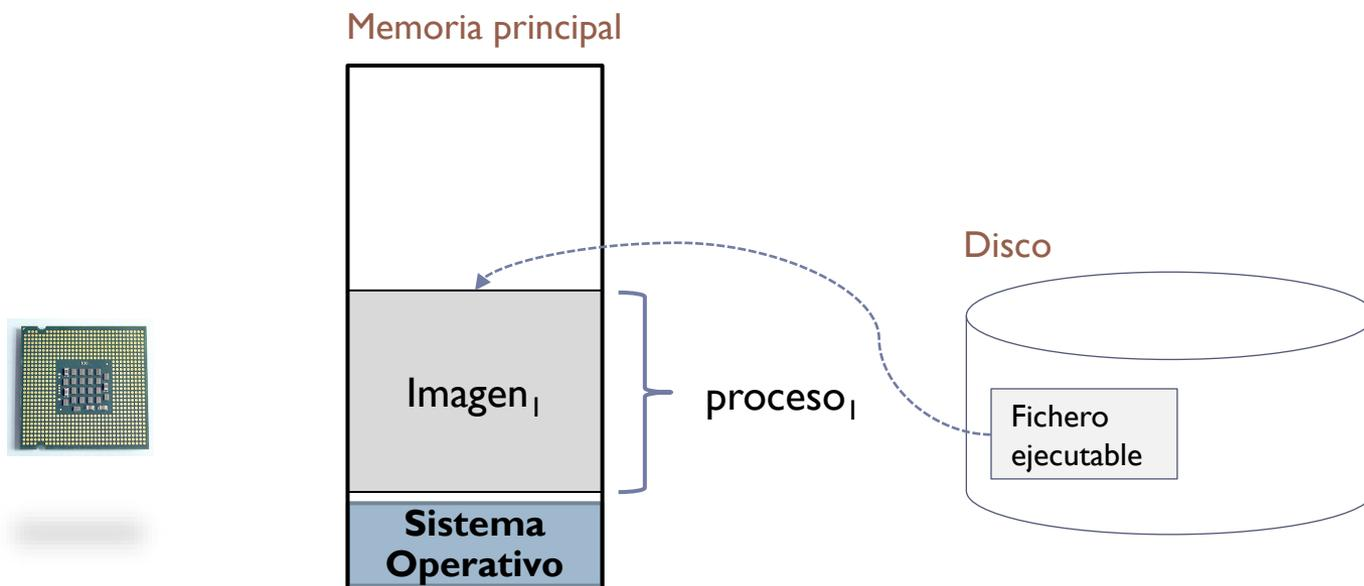 Memoria principal
Disco
Imagen₁
proceso₁
Fichero
ejecutable
Sistema
Operativo